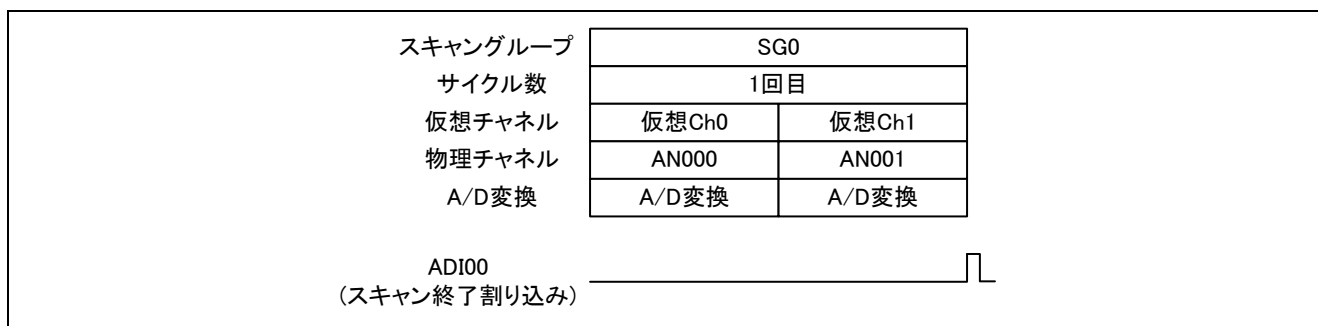 スキャングループ SG0
サイクル数 1回目
仮想チャネル 仮想Ch0 仮想Ch1
物理チャネル AN000 AN001
A/D変換 A/D変換 A/D変換
ADI00
(スキャン終了割り込み)